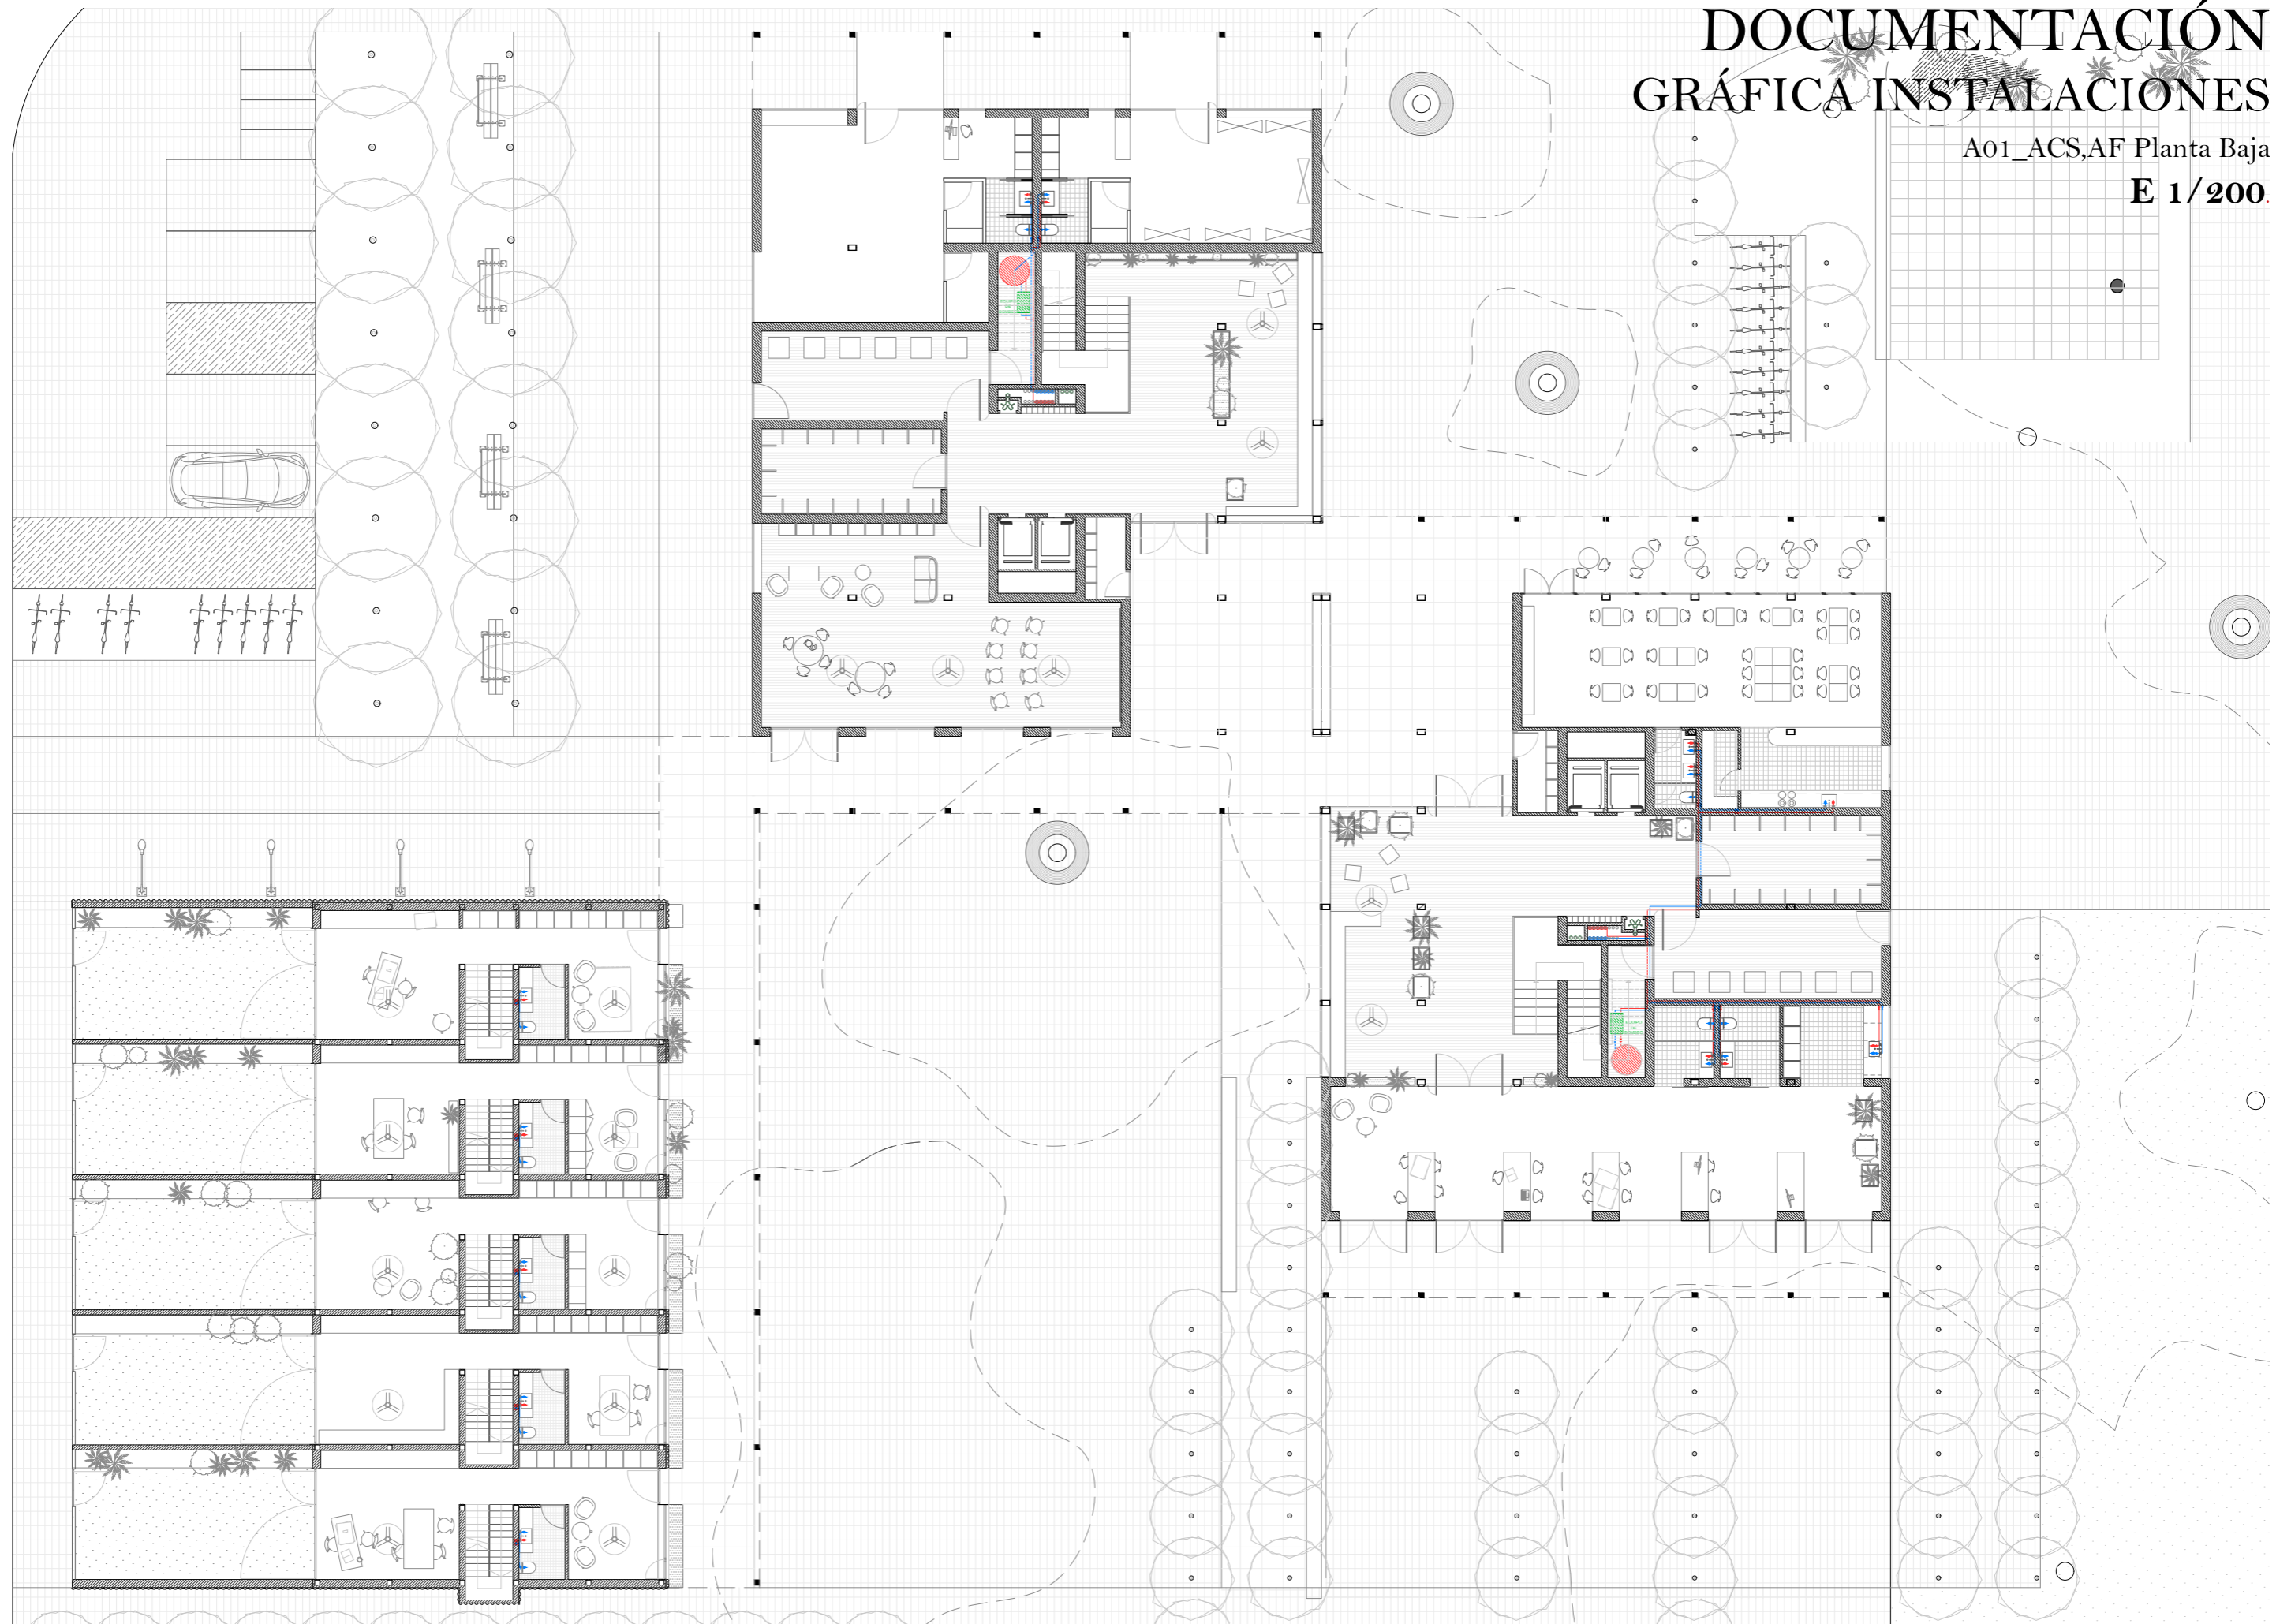 DOCUMENTACIÓN
GRÁFICA INSTALACIONES
A01_ACS,AF Planta Baja
E 1/200.